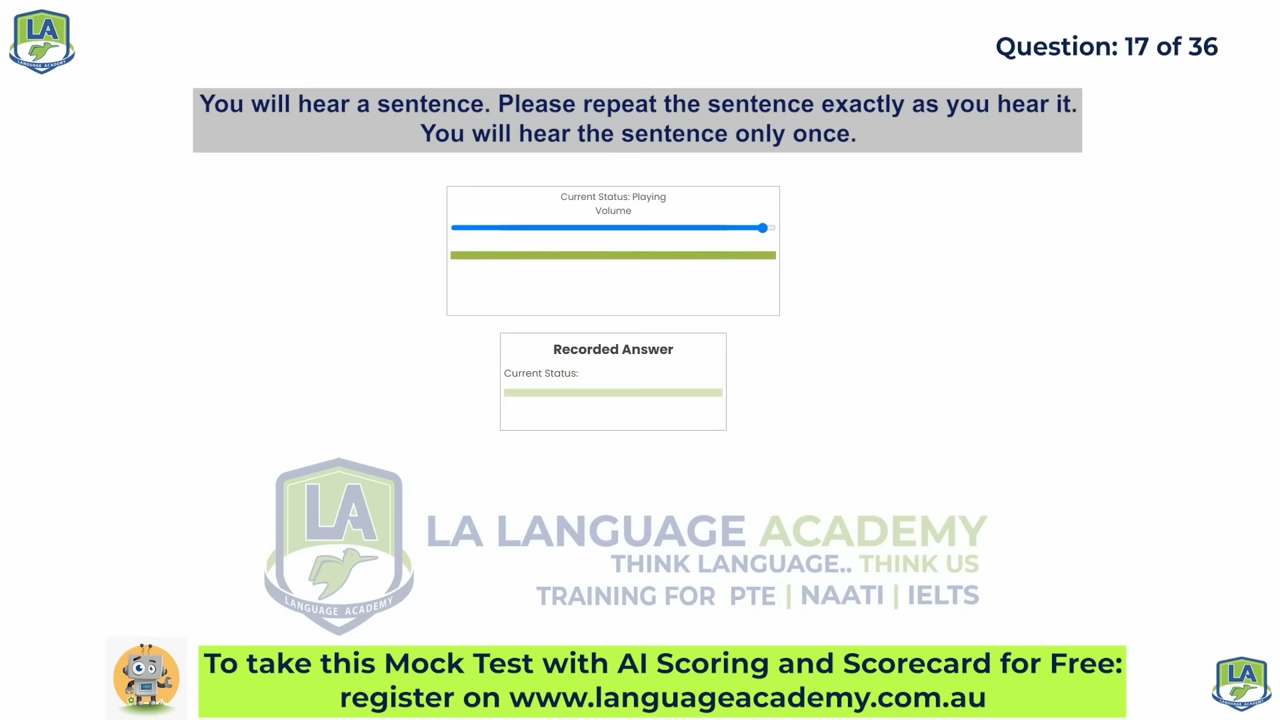 LA
LANGUAGE ACADEMY
Question: 17 of 36
You will hear a sentence. Please repeat the sentence exactly as you hear it.
You will hear the sentence only once.
Current Status: Playing
Volume
Recorded Answer
Current Status:
LA
LANGUAGE ACADEMY
LA LANGUAGE ACADEMY
THINK LANGUAGE.. THINK US
TRAINING FOR PTE | NAATI | IELTS
To take this Mock Test with AI Scoring and Scorecard for Free:
register on www.languageacademy.com.au
LA
LANGUAGE ACADEMY